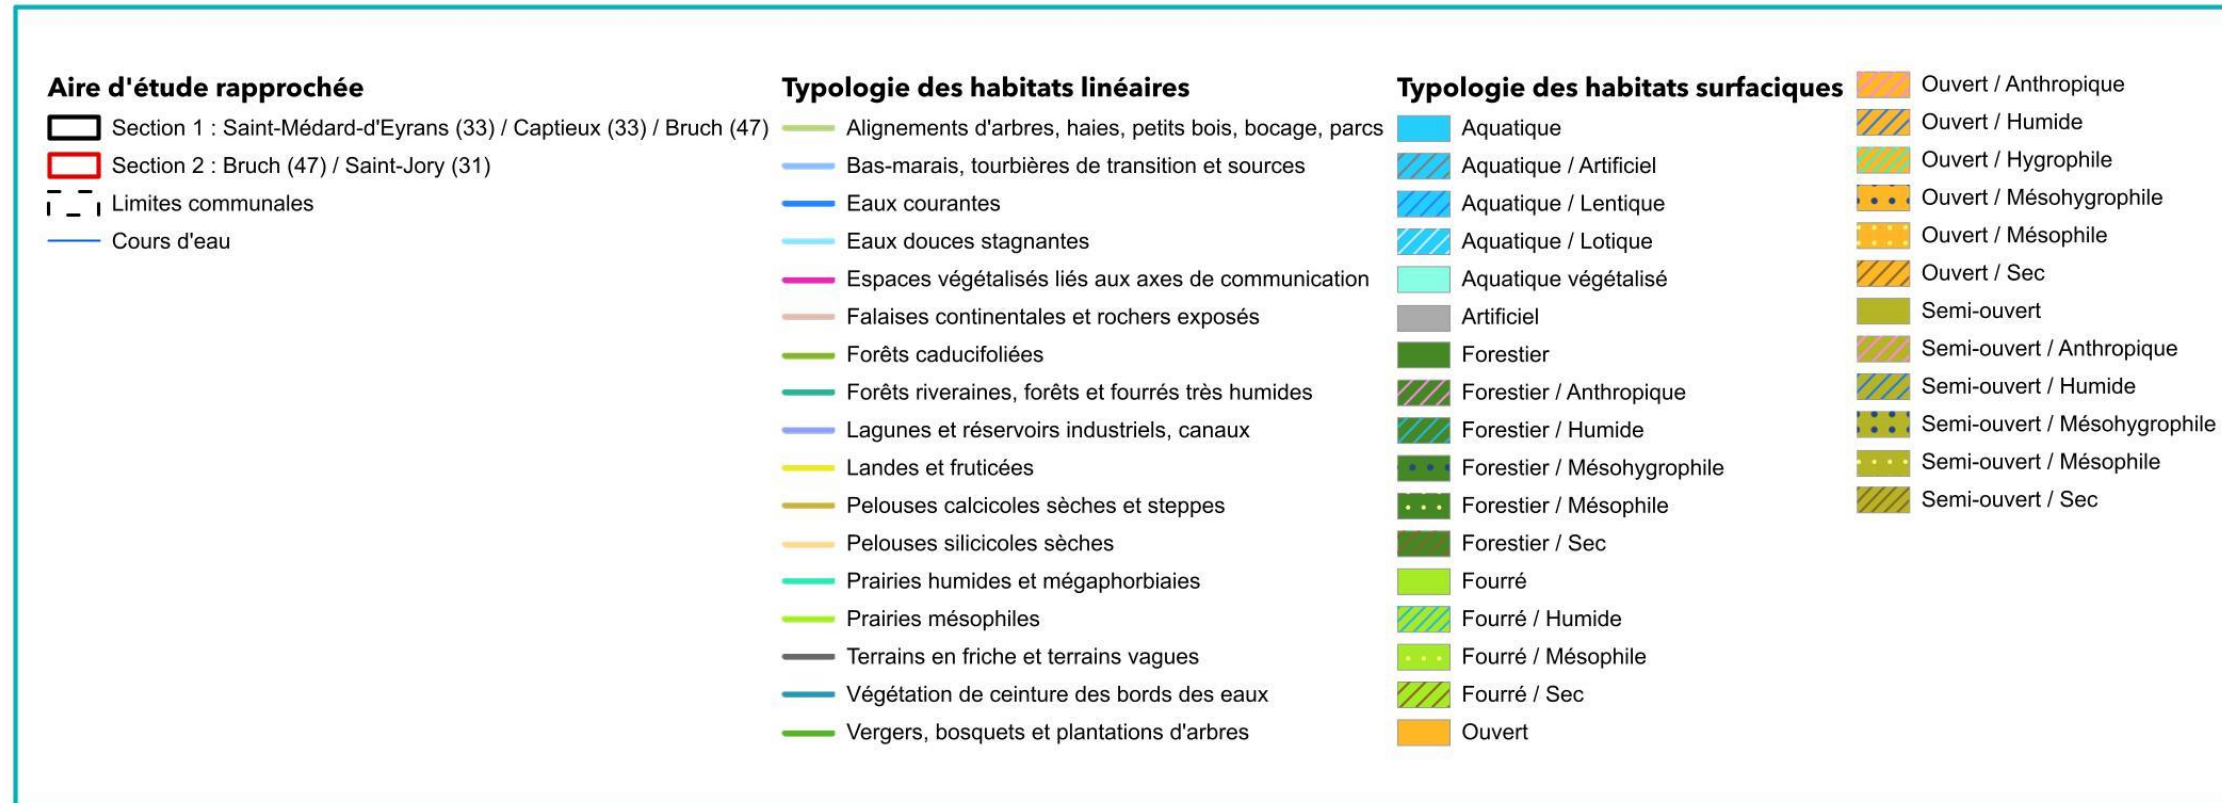 Aire d'étude rapprochée
Section 1 : Saint-Médard-d'Eyrans (33) / Captieux (33) / Bruch (47)
Section 2 : Bruch (47) / Saint-Jory (31)
Limites communales
Cours d'eau
Typologie des habitats linéaires
Alignements d'arbres, haies, petits bois, bocage, parcs
Bas-marais, tourbières de transition et sources
Eaux courantes
Eaux douces stagnantes
Espaces végétalisés liés aux axes de communication
Falaises continentales et rochers exposés
Forêts caducifoliées
Forêts riveraines, forêts et fourrés très humides
Lagunes et réservoirs industriels, canaux
Landes et fruticées
Pelouses calcicoles sèches et steppes
Pelouses silicicoles sèches
Prairies humides et mégaphorbiaies
Prairies mésophiles
Terrains en friche et terrains vagues
Végétation de ceinture des bords des eaux
Vergers, bosquets et plantations d'arbres
Typologie des habitats surfaciques
Aquatique
Aquatique / Artificiel
Aquatique / Lentique
Aquatique / Lotique
Aquatique végétalisé
Artificiel
Forestier
Forestier / Anthropique
Forestier / Humide
Forestier / Mésohygrophile
Forestier / Mésophile
Forestier / Sec
Fourré
Fourré / Humide
Fourré / Mésophile
Fourré / Sec
Ouvert
Ouvert / Anthropique
Ouvert / Humide
Ouvert / Hygrophile
Ouvert / Mésohygrophile
Ouvert / Mésophile
Ouvert / Sec
Semi-ouvert
Semi-ouvert / Anthropique
Semi-ouvert / Humide
Semi-ouvert / Mésohygrophile
Semi-ouvert / Mésophile
Semi-ouvert / Sec